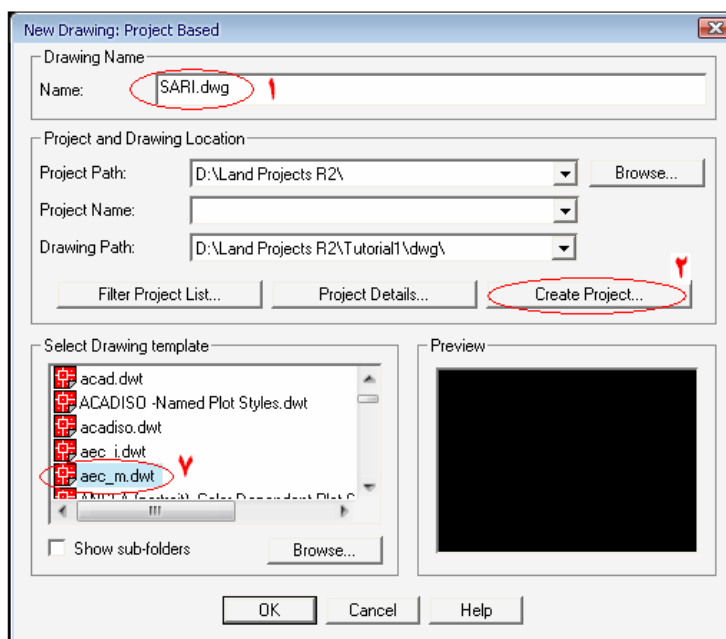 New Drawing: Project Based
Drawing Name
Name: SARI.dwg ۱
Project and Drawing Location
Project Path: D:\Land Projects R2\ Browse...
Project Name:
Drawing Path: D:\Land Projects R2\Tutorial1\dwg\
۲
Filter Project List... Project Details... Create Project...
Select Drawing template
acad.dwt
ACADISO -Named Plot Styles.dwt
acadiso.dwt
aec_i.dwt
aec_m.dwt ۷
Show sub-folders Browse...
Preview
OK Cancel Help